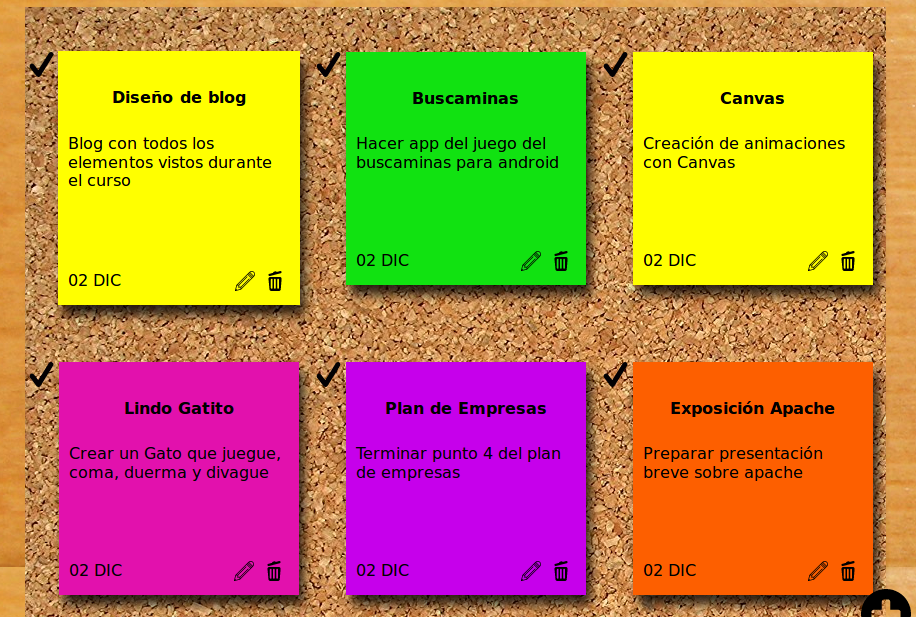 Diseño de blog
Blog con todos los
elementos vistos durante
el curso
02 DIC
Buscaminas
Hacer app del juego del
buscaminas para android
02 DIC
Canvas
Creación de animaciones
con Canvas
02 DIC
Lindo Gatito
Crear un Gato que juegue,
coma, duerma y divague
02 DIC
Plan de Empresas
Terminar punto 4 del plan
de empresas
02 DIC
Exposición Apache
Preparar presentación
breve sobre apache
02 DIC